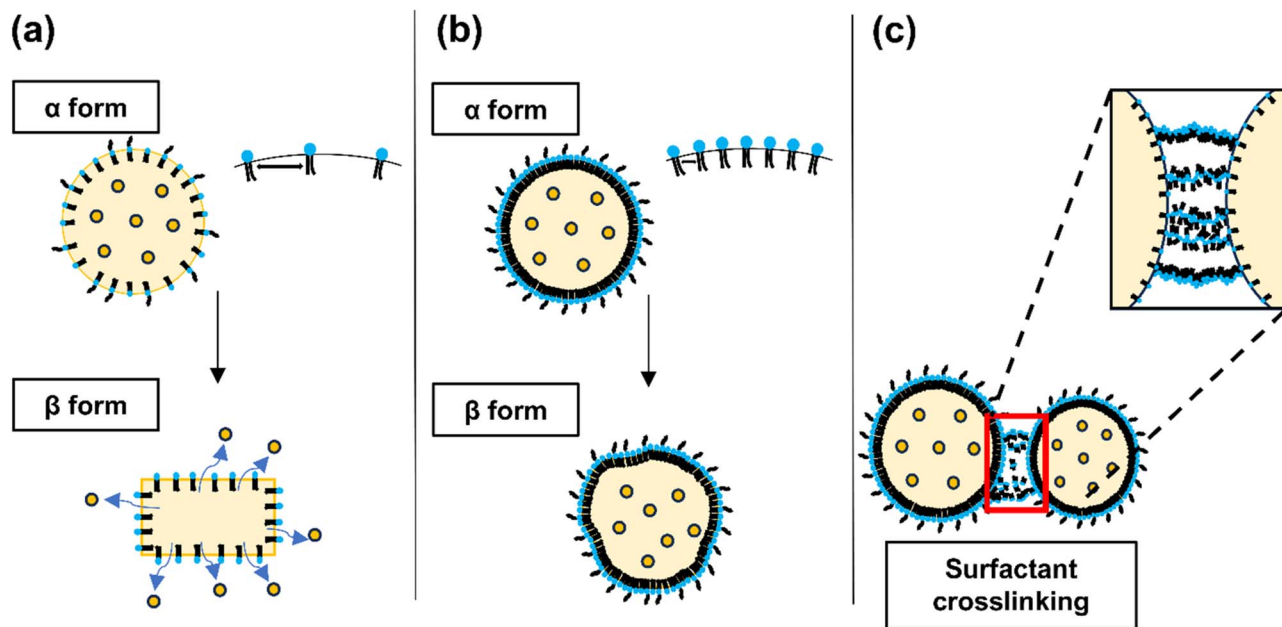 (a)
α form
β form
(b)
α form
β form
(c)
Surfactant
crosslinking